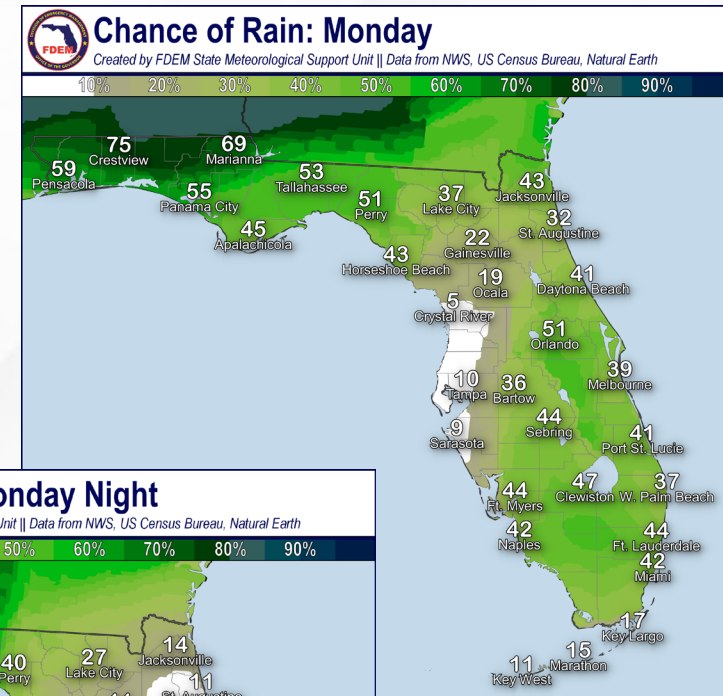 FDEM
Chance of Rain: Monday
Created by FDEM State Meteorological Support Unit || Data from NWS, US Census Bureau, Natural Earth
10% 20% 30% 40% 50% 60% 70% 80% 90%
75
Crestview
69
Marianna
59
Pensacola
55
Panama City
53
Tallahassee
51
Perry
37
Lake City
43
Jacksonville
32
St. Augustine
45
Apalachicola
22
Gainesville
43
Horseshoe Beach
19
Ocala
41
Daytona Beach
5
Crystal River
51
Orlando
39
Melbourne
10
Tampa
36
Bartow
44
Sebring
9
Sarasota
41
Port St. Lucie
44
Ft. Myers
47
Clewiston
37
W. Palm Beach
42
Naples
44
Ft. Lauderdale
42
Miami
17
Key Largo
15
Marathon
11
Key West
onday Night
Unit || Data from NWS, US Census Bureau, Natural Earth
50% 60% 70% 80% 90%
40
Perry
27
Lake City
14
Jacksonville
11
St. Augustine